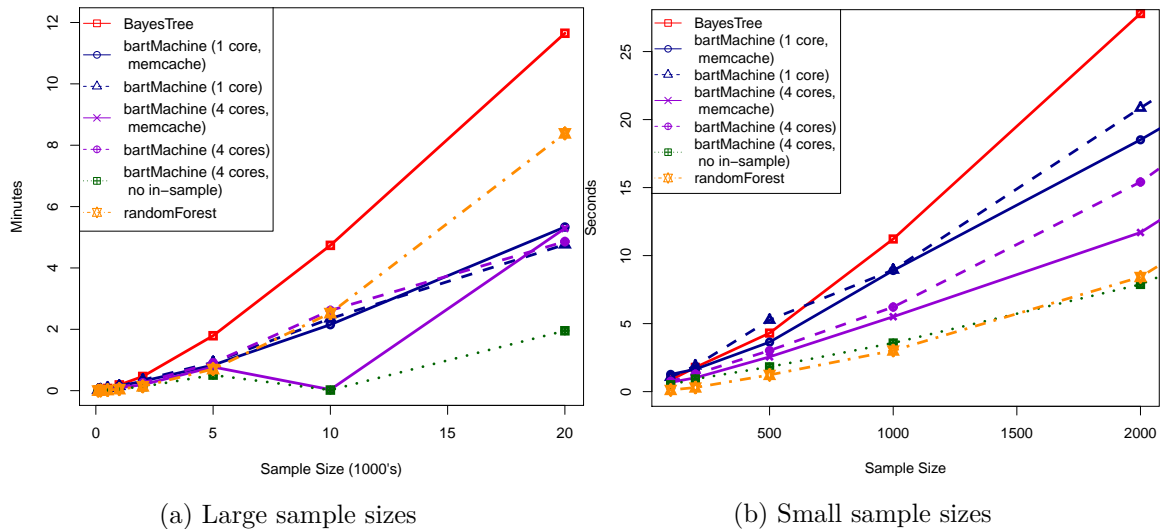 BayesTree
bartMachine (1 core,
memcache)
bartMachine (1 core)
bartMachine (4 cores,
memcache)
bartMachine (4 cores)
bartMachine (4 cores,
no in−sample)
randomForest
Minutes
12
10
8
6
4
2
0
0
5
10
15
20
Sample Size (1000's)
(a) Large sample sizes
BayesTree
bartMachine (1 core,
memcache)
bartMachine (1 core)
bartMachine (4 cores,
memcache)
bartMachine (4 cores)
bartMachine (4 cores,
no in−sample)
randomForest
Seconds
25
20
15
10
5
0
500
1000
1500
2000
Sample Size
(b) Small sample sizes